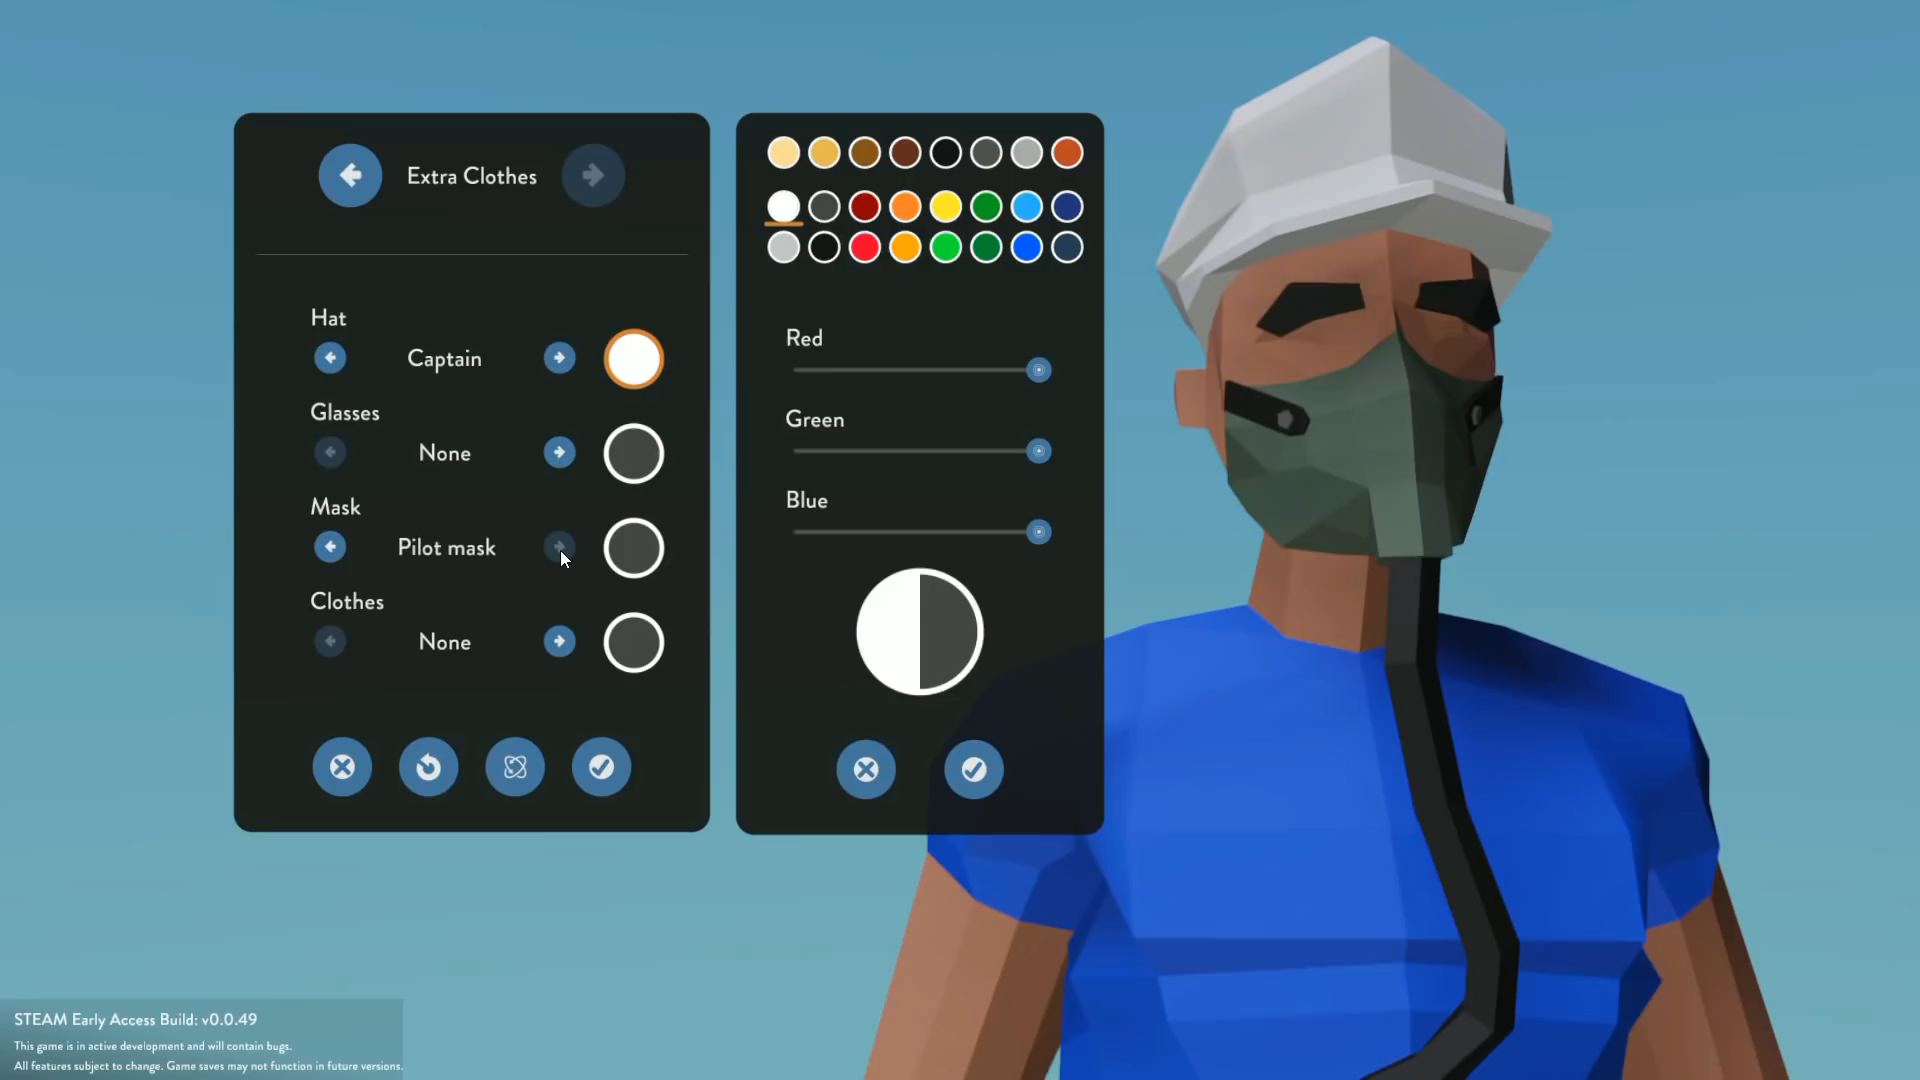 Extra Clothes
Hat
Captain
Glasses
None
Mask
Pilot mask
Clothes
None
Red
Green
Blue
STEAM Early Access Build: v0.0.49
This game is in active development and will contain bugs.
All features subject to change. Game saves may not function in future versions.